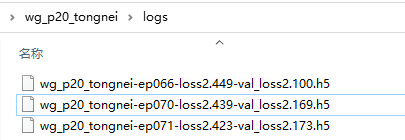 wg_p20_tongnei > logs
名称
wg_p20_tongnei-ep066-loss2.449-val_loss2.100.h5
wg_p20_tongnei-ep070-loss2.439-val_loss2.169.h5
wg_p20_tongnei-ep071-loss2.423-val_loss2.173.h5